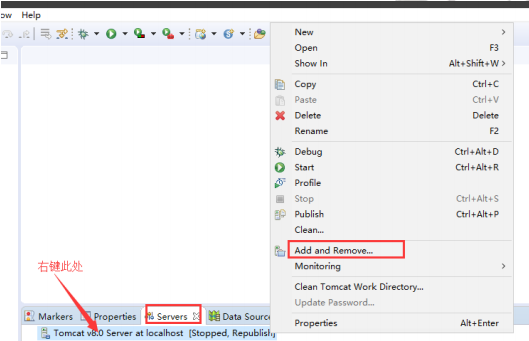 ow Help
New
Open F3
Show In Alt+Shift+W
Copy Ctrl+C
Paste Ctrl+V
Delete Delete
Rename F2
Debug Ctrl+Alt+D
Start Ctrl+Alt+R
Profile
Stop Ctrl+Alt+S
Publish Ctrl+Alt+P
Clean...
Add and Remove...
Monitoring
Clean Tomcat Work Directory...
Update Password...
Properties Alt+Enter
右键此处
Markers Properties Servers Data Sourc
Tomcat v8.0 Server at localhost [Stopped, Republish]